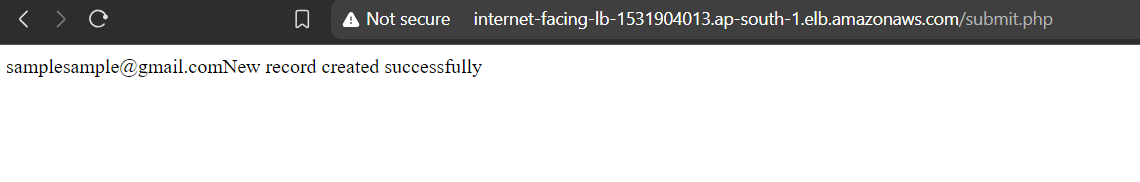 Not secure internet-facing-lb-1531904013.ap-south-1.elb.amazonaws.com/submit.php
samplesample@gmail.comNew record created successfully